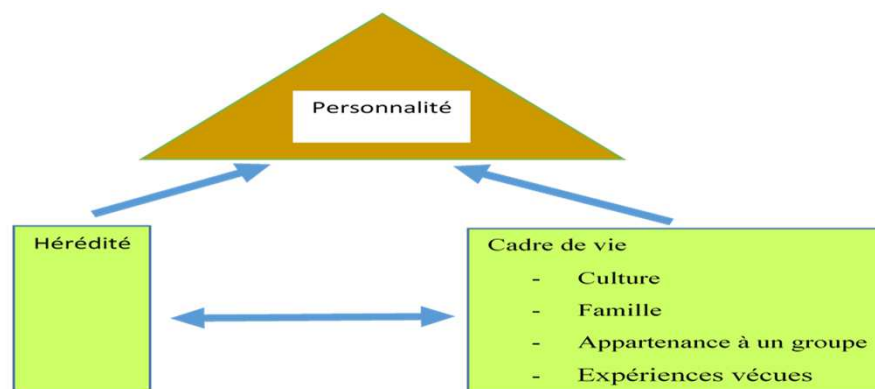 Personnalité
Hérédité
Cadre de vie
- Culture
- Famille
- Appartenance à un groupe
- Expériences vécues